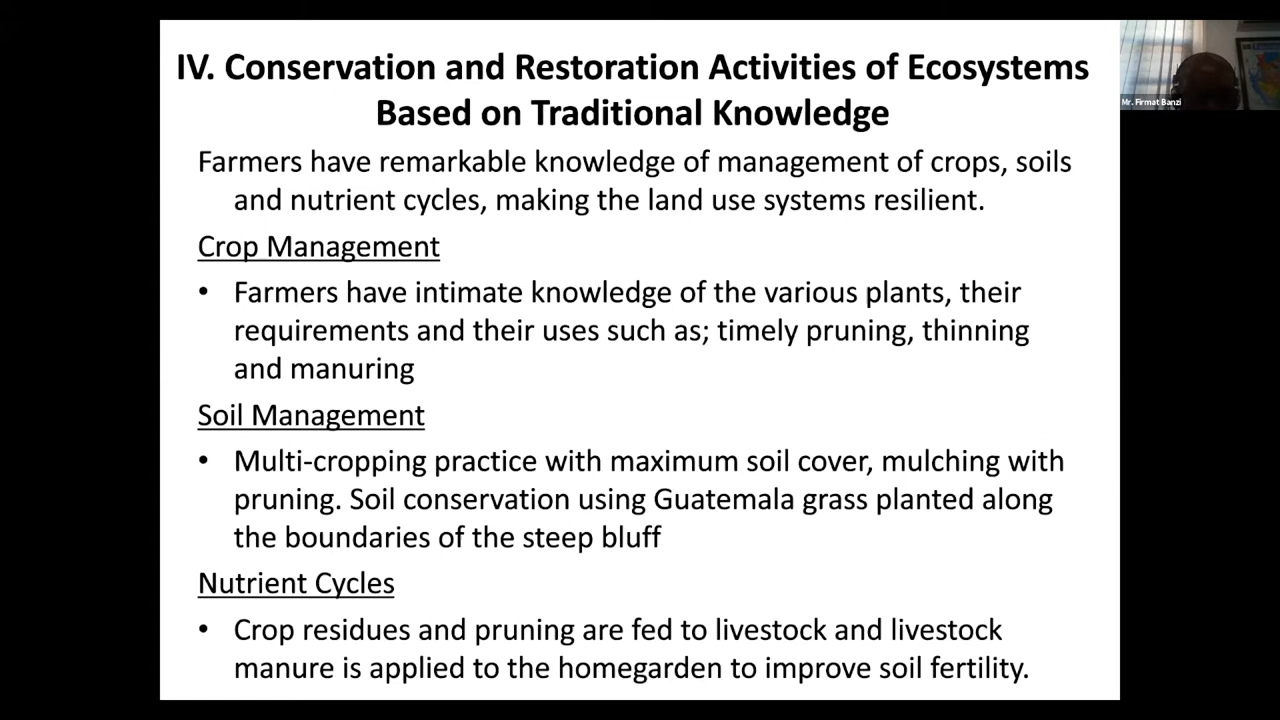 IV. Conservation and Restoration Activities of Ecosystems
Based on Traditional Knowledge
Mr. Firmat Banzi
Farmers have remarkable knowledge of management of crops, soils
and nutrient cycles, making the land use systems resilient.
Crop Management
• Farmers have intimate knowledge of the various plants, their
requirements and their uses such as; timely pruning, thinning
and manuring
Soil Management
• Multi-cropping practice with maximum soil cover, mulching with
pruning. Soil conservation using Guatemala grass planted along
the boundaries of the steep bluff
Nutrient Cycles
• Crop residues and pruning are fed to livestock and livestock
manure is applied to the homegarden to improve soil fertility.